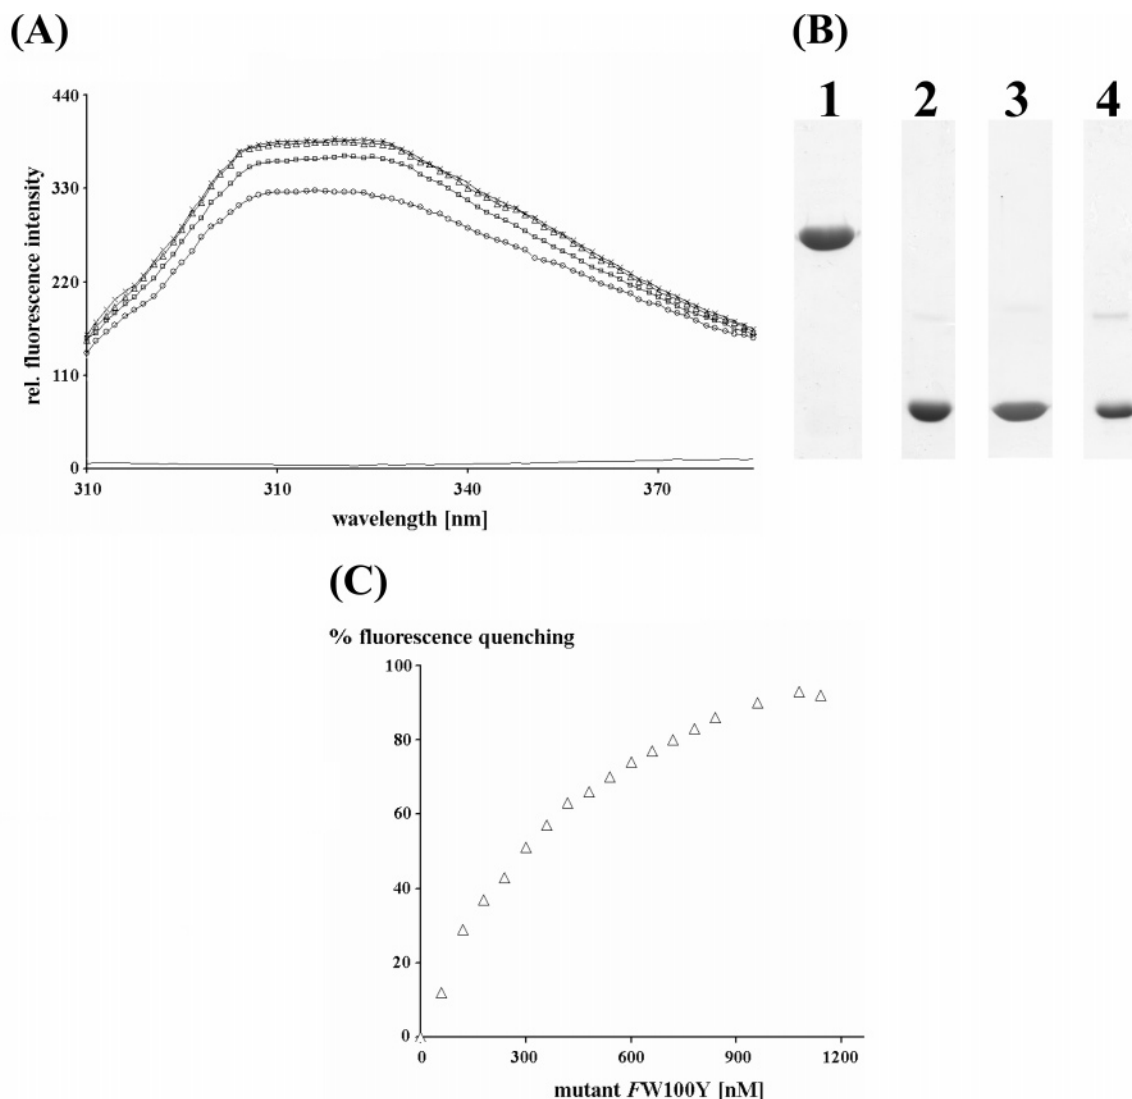 (A)
440
330
220
110
0
310
310
340
370
rel. fluorescence intensity
wavelength [nm]
(B)
1 2 3 4
(C)
% fluorescence quenching
100
80
60
40
20
0
0 300 600 900 1200
mutant FW100Y [nM]